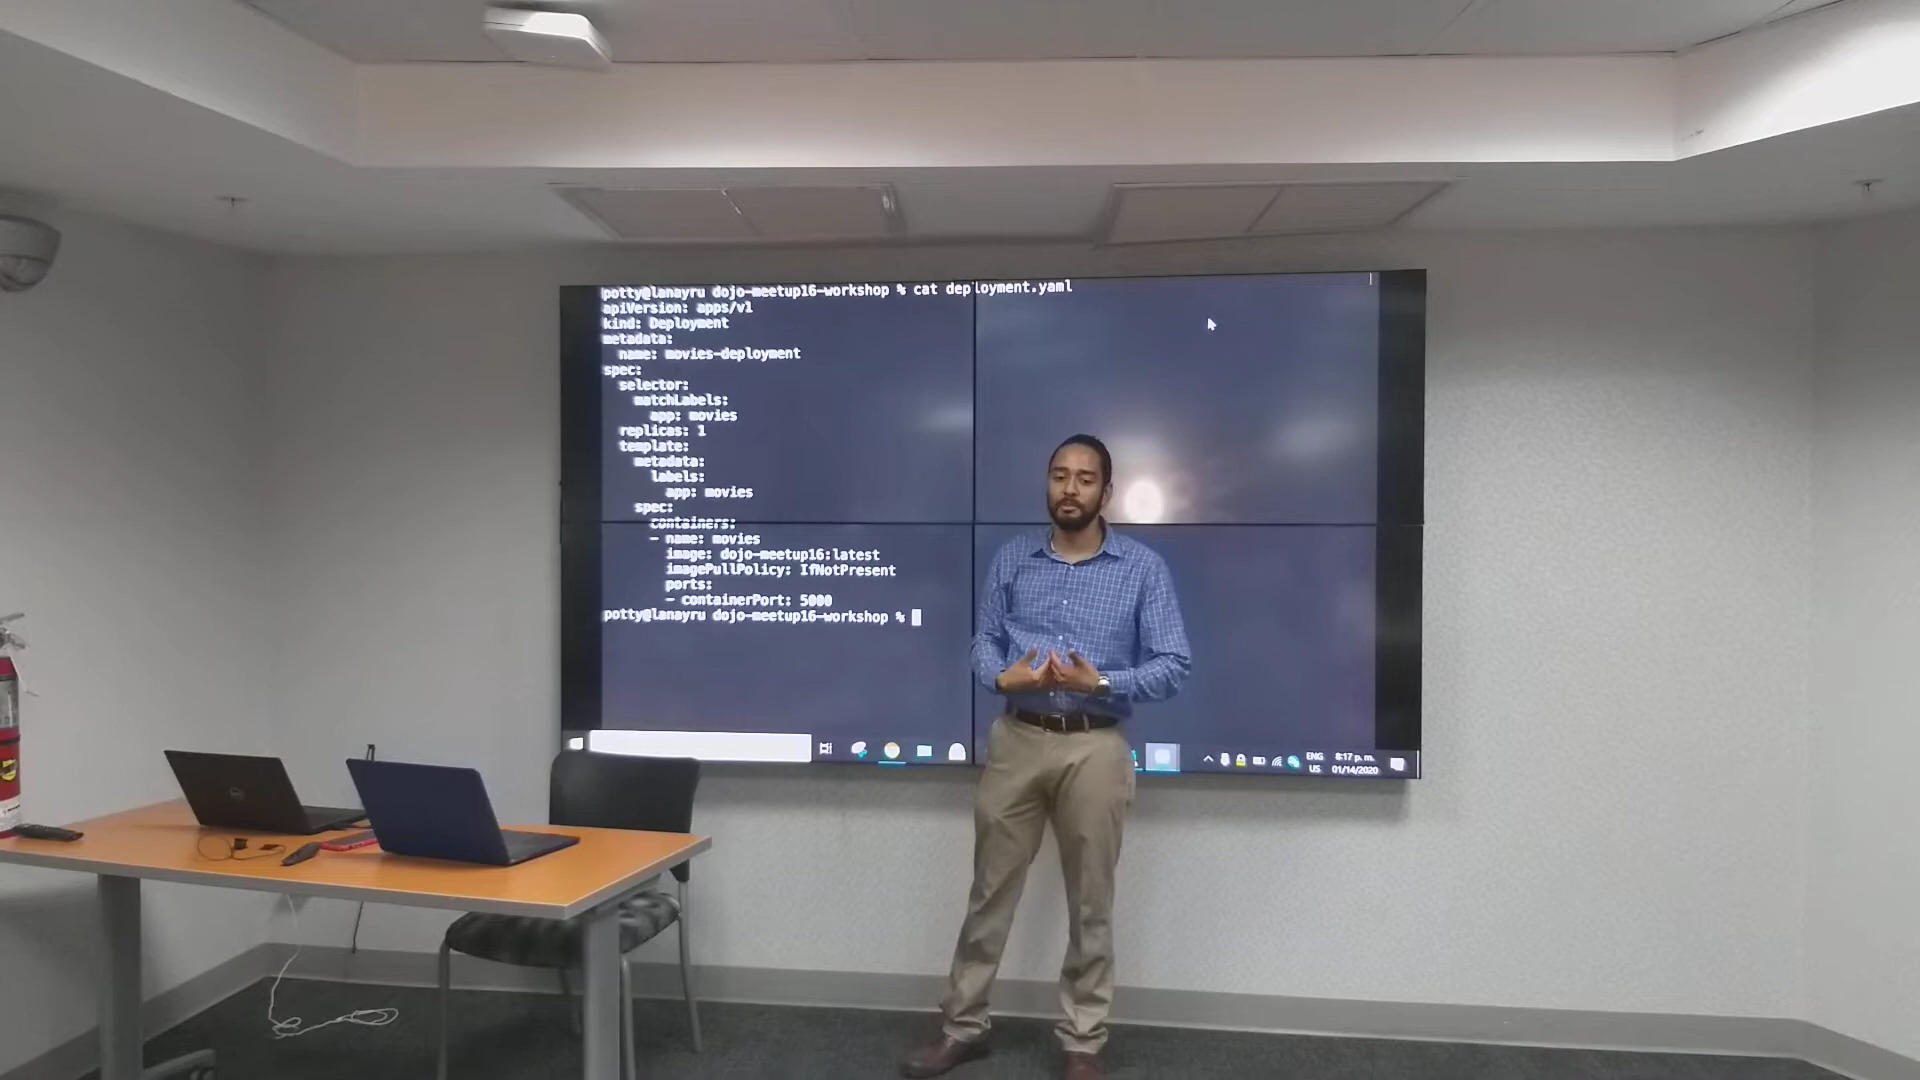 potty@lanayru dojo-meetup16-workshop % cat deployment.yaml
apiVersion: apps/v1
kind: Deployment
metadata:
  name: movies-deployment
spec:
  selector:
    matchLabels:
      app: movies
  replicas: 1
  template:
    metadata:
      labels:
        app: movies
    spec:
      containers:
      - name: movies
        image: dojo-meetup16:latest
        imagePullPolicy: IfNotPresent
        ports:
        - containerPort: 5000
potty@lanayru dojo-meetup16-workshop %
ENG 8:17 p. m.
US 01/14/2020
DELL